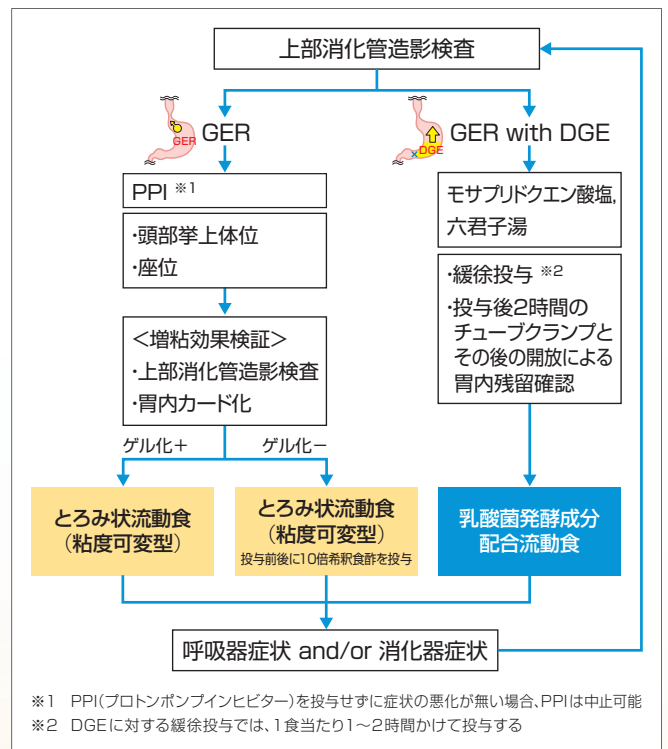 上部消化管造影検査
GER
GER
PPI ※1
・頭部挙上体位
・座位
<増粘効果検証>
・上部消化管造影検査
・胃内カード化
ゲル化+
ゲル化−
とろみ状流動食
(粘度可変型)
とろみ状流動食
(粘度可変型)
投与前後に10倍希釈食酢を投与
DGE
GER with DGE
モサプリドクエン酸塩,
六君子湯
・緩徐投与 ※2
・投与後2時間の
チューブクランプと
その後の開放による
胃内残留確認
乳酸菌発酵成分
配合流動食
呼吸器症状 and/or 消化器症状
※1 PPI(プロトンポンプインヒビター)を投与せずに症状の悪化が無い場合、PPIは中止可能
※2 DGEに対する緩徐投与では、1食当たり1〜2時間かけて投与する